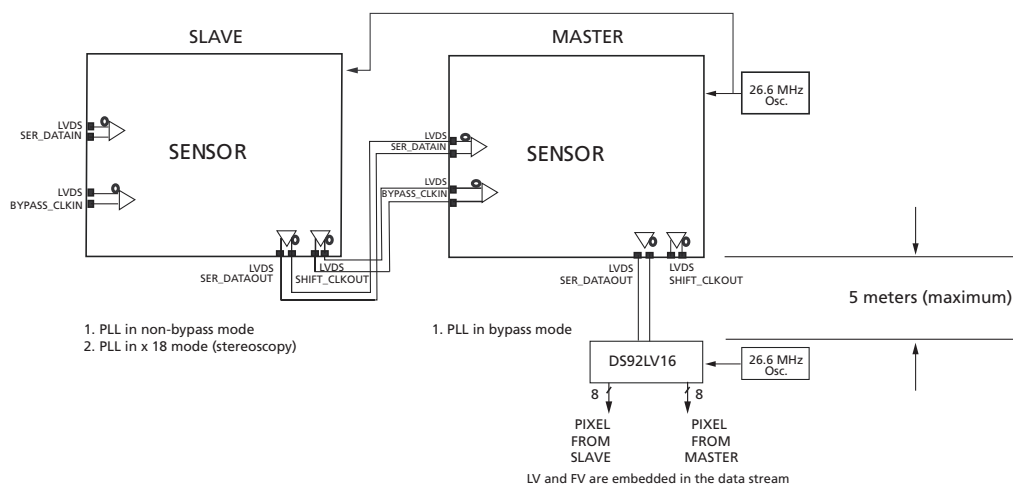 SLAVE
MASTER
26.6 MHz
Osc.
LVDS
SER_DATAIN
SENSOR
LVDS
BYPASS_CLKIN
LVDS
SER_DATAOUT
LVDS
SHIFT_CLKOUT
LVDS
SER_DATAIN
SENSOR
LVDS
BYPASS_CLKIN
LVDS
SER_DATAOUT
LVDS
SHIFT_CLKOUT
5 meters (maximum)
1. PLL in non-bypass mode
2. PLL in x 18 mode (stereoscopy)
1. PLL in bypass mode
DS92LV16
26.6 MHz
Osc.
8
8
PIXEL
FROM
SLAVE
PIXEL
FROM
MASTER
LV and FV are embedded in the data stream